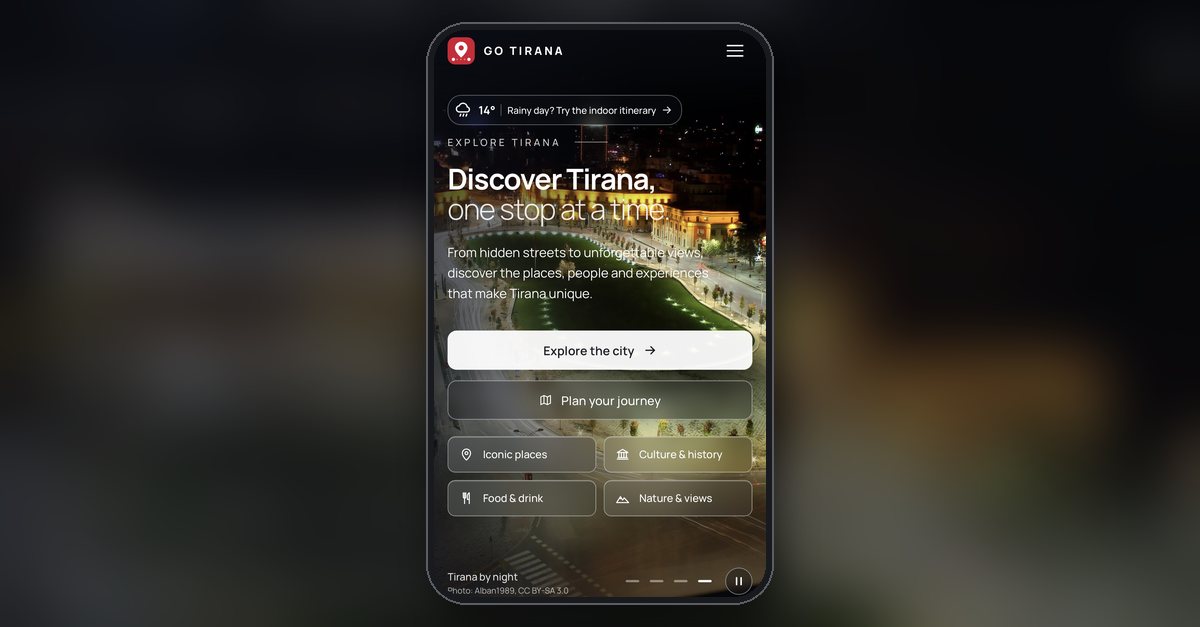 GO TIRANA
14° Rainy day? Try the indoor itinerary →
EXPLORE TIRANA
Discover Tirana,
one stop at a time.
From hidden streets to unforgettable views,
discover the places, people and experiences
that make Tirana unique.
Explore the city →
Plan your journey
Iconic places
Culture & history
Food & drink
Nature & views
Tirana by night
Photo: Alban1989, CC BY-SA 3.0